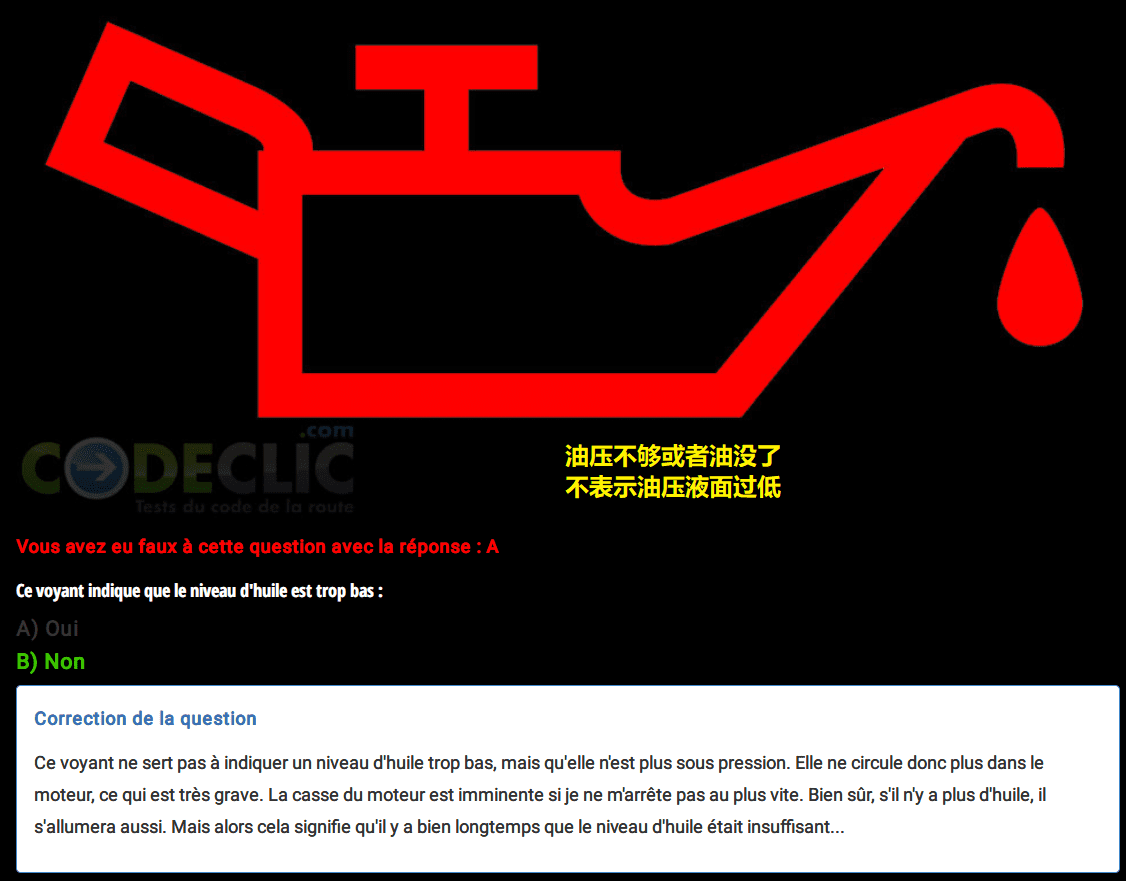 CODECLIC
.com
Tests du code de la route
油压不够或者油没了
不表示油压液面过低
Vous avez eu faux à cette question avec la réponse : A
Ce voyant indique que le niveau d'huile est trop bas :
A) Oui
B) Non
Correction de la question
Ce voyant ne sert pas à indiquer un niveau d'huile trop bas, mais qu'elle n'est plus sous pression. Elle ne circule donc plus dans le
moteur, ce qui est très grave. La casse du moteur est imminente si je ne m'arrête pas au plus vite. Bien sûr, s'il n'y a plus d'huile, il
s'allumera aussi. Mais alors cela signifie qu'il y a bien longtemps que le niveau d'huile était insuffisant...